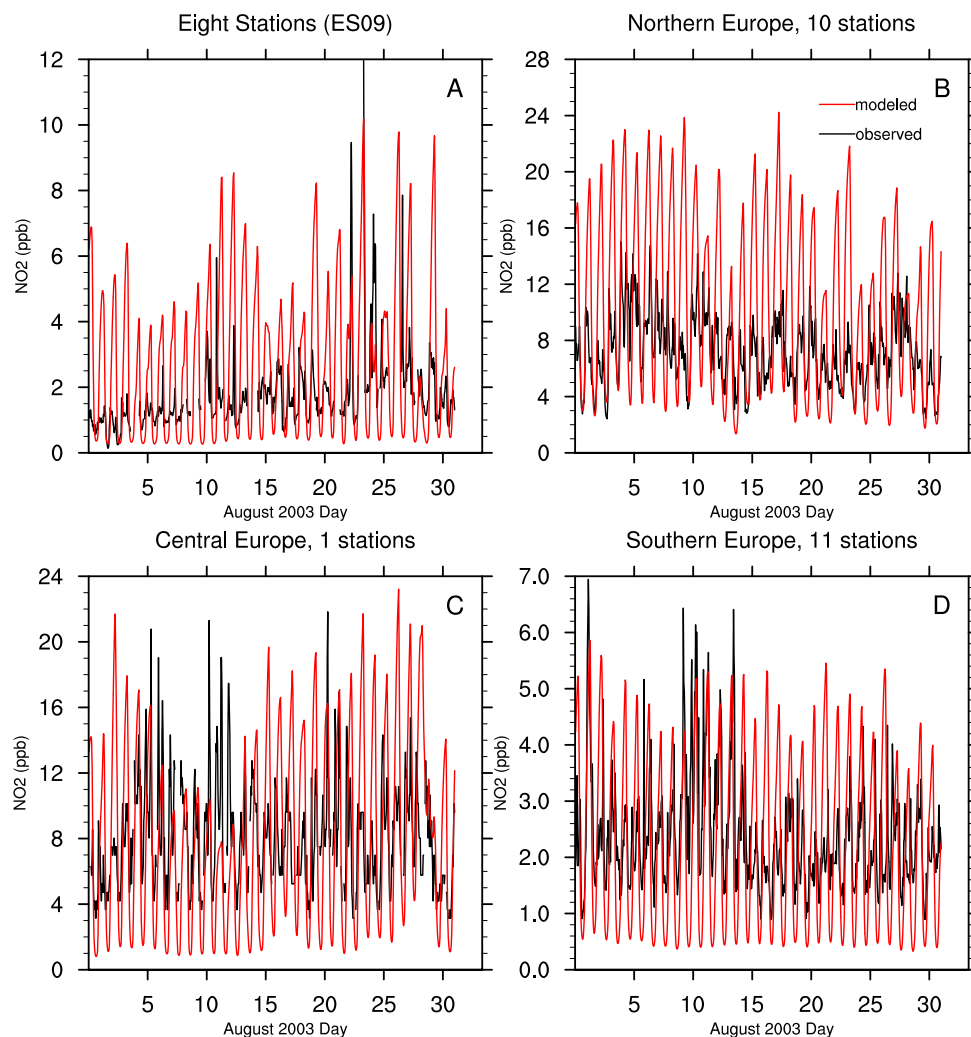 Eight Stations (ES09)
A
NO2 (ppb)
12
10
8
6
4
2
0
5 10 15 20 25 30
August 2003 Day
Northern Europe, 10 stations
B
modeled
observed
NO2 (ppb)
28
24
20
16
12
8
4
0
5 10 15 20 25 30
August 2003 Day
Central Europe, 1 stations
C
NO2 (ppb)
24
20
16
12
8
4
0
5 10 15 20 25 30
August 2003 Day
Southern Europe, 11 stations
D
NO2 (ppb)
7.0
6.0
5.0
4.0
3.0
2.0
1.0
0.0
5 10 15 20 25 30
August 2003 Day